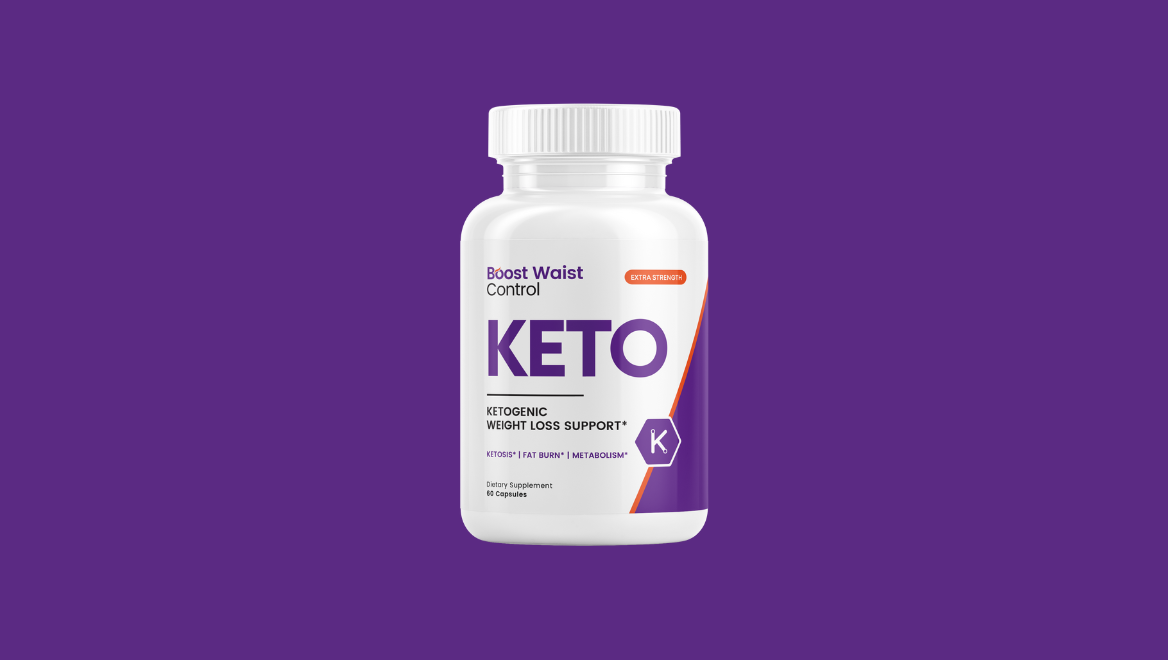 Boost Waist
Control
EXTRA STRENGTH
KETO
KETOGENIC
WEIGHT LOSS SUPPORT*
K
KETOSIS* | FAT BURN* | METABOLISM*
Dietary Supplement
60 Capsules